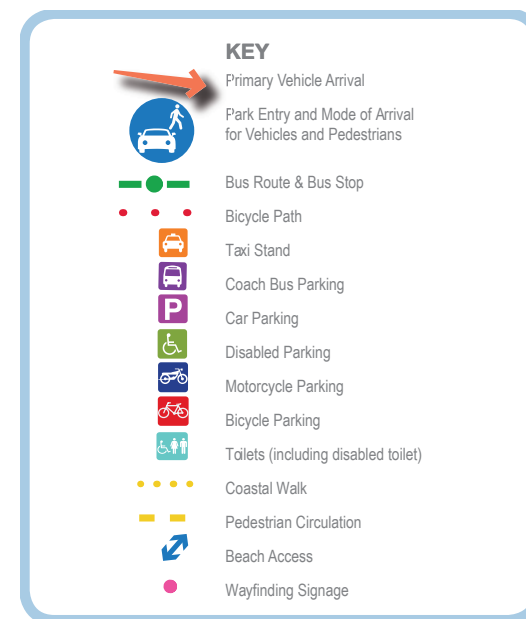 KEY
Primary Vehicle Arrival
Park Entry and Mode of Arrival
for Vehicles and Pedestrians
Bus Route & Bus Stop
Bicycle Path
Taxi Stand
Coach Bus Parking
P
Car Parking
Disabled Parking
Motorcycle Parking
Bicycle Parking
Toilets (including disabled toilet)
Coastal Walk
Pedestrian Circulation
Beach Access
Wayfinding Signage